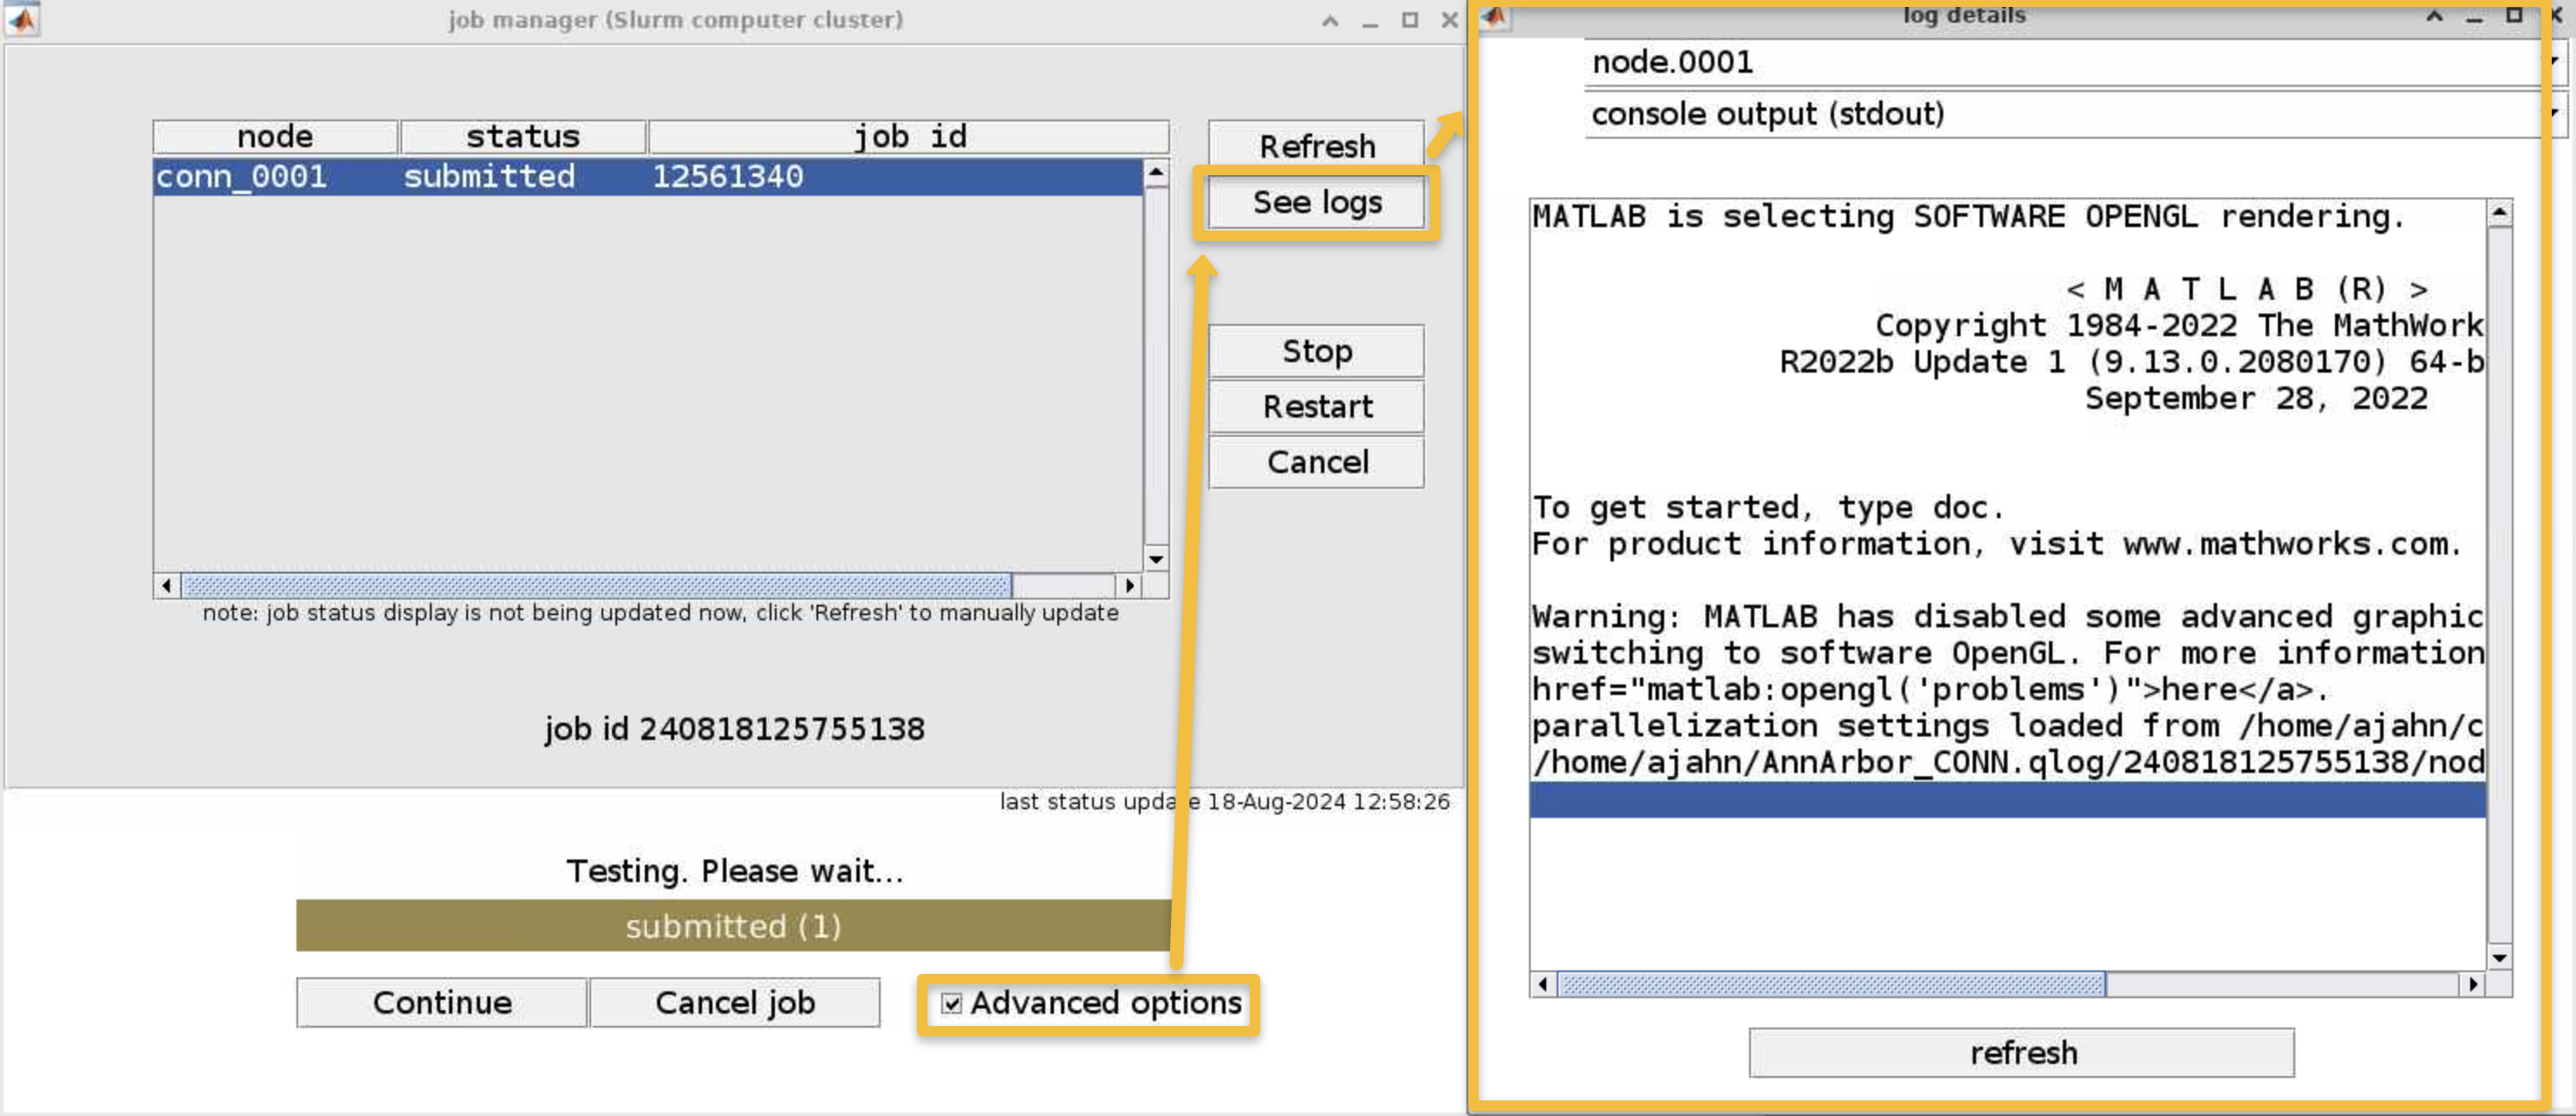 job manager (Slurm computer cluster)
node status job id
conn_0001 submitted 12561340
Refresh
See logs
Stop
Restart
Cancel
note: job status display is not being updated now, click 'Refresh' to manually update
job id 240818125755138
last status update 18-Aug-2024 12:58:26
Testing. Please wait...
submitted (1)
Continue
Cancel job
Advanced options
log details
node.0001
console output (stdout)
MATLAB is selecting SOFTWARE OPENGL rendering.
< M A T L A B (R) >
Copyright 1984-2022 The MathWork
R2022b Update 1 (9.13.0.2080170) 64-b
September 28, 2022
To get started, type doc.
For product information, visit www.mathworks.com.
Warning: MATLAB has disabled some advanced graphic
switching to software OpenGL. For more information
href="matlab:opengl('problems')">here</a>.
parallelization settings loaded from /home/ajahn/c
/home/ajahn/AnnArbor_CONN.qlog/240818125755138/nod
refresh